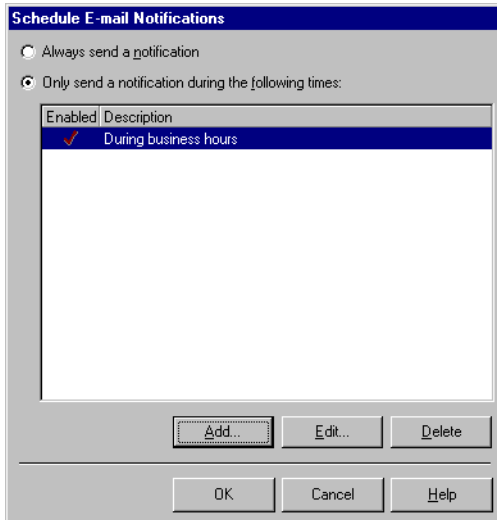 Schedule E-mail Notifications
Always send a notification
Only send a notification during the following times:
Enabled Description
During business hours
Add... Edit... Delete
OK Cancel Help